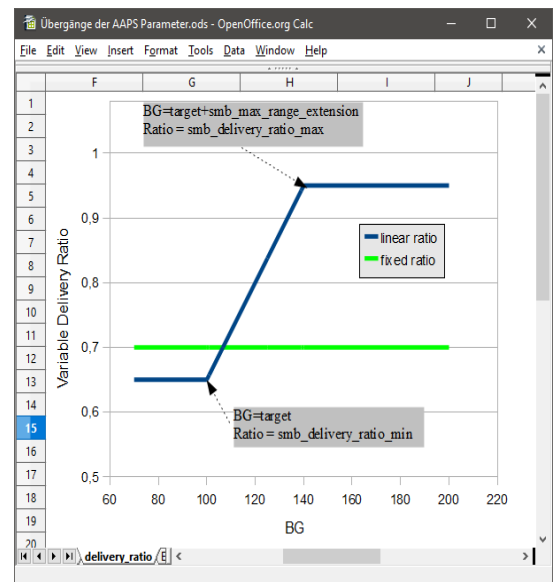 Übergänge der AAPS Parameter.ods - OpenOffice.org Calc
File Edit View Insert Format Tools Data Window Help
F G H I J
1
2
3
4
5
6
7
8
9
10
11
12
13
14
15
16
17
18
19
20
BG=target+smb_max_range_extension
Ratio = smb_delivery_ratio_max
1
0,9
0,8
0,7
0,6
0,5
Variable Delivery Ratio
linear ratio
fixed ratio
BG=target
Ratio = smb_delivery_ratio_min
60 80 100 120 140 160 180 200 220
BG
delivery_ratio